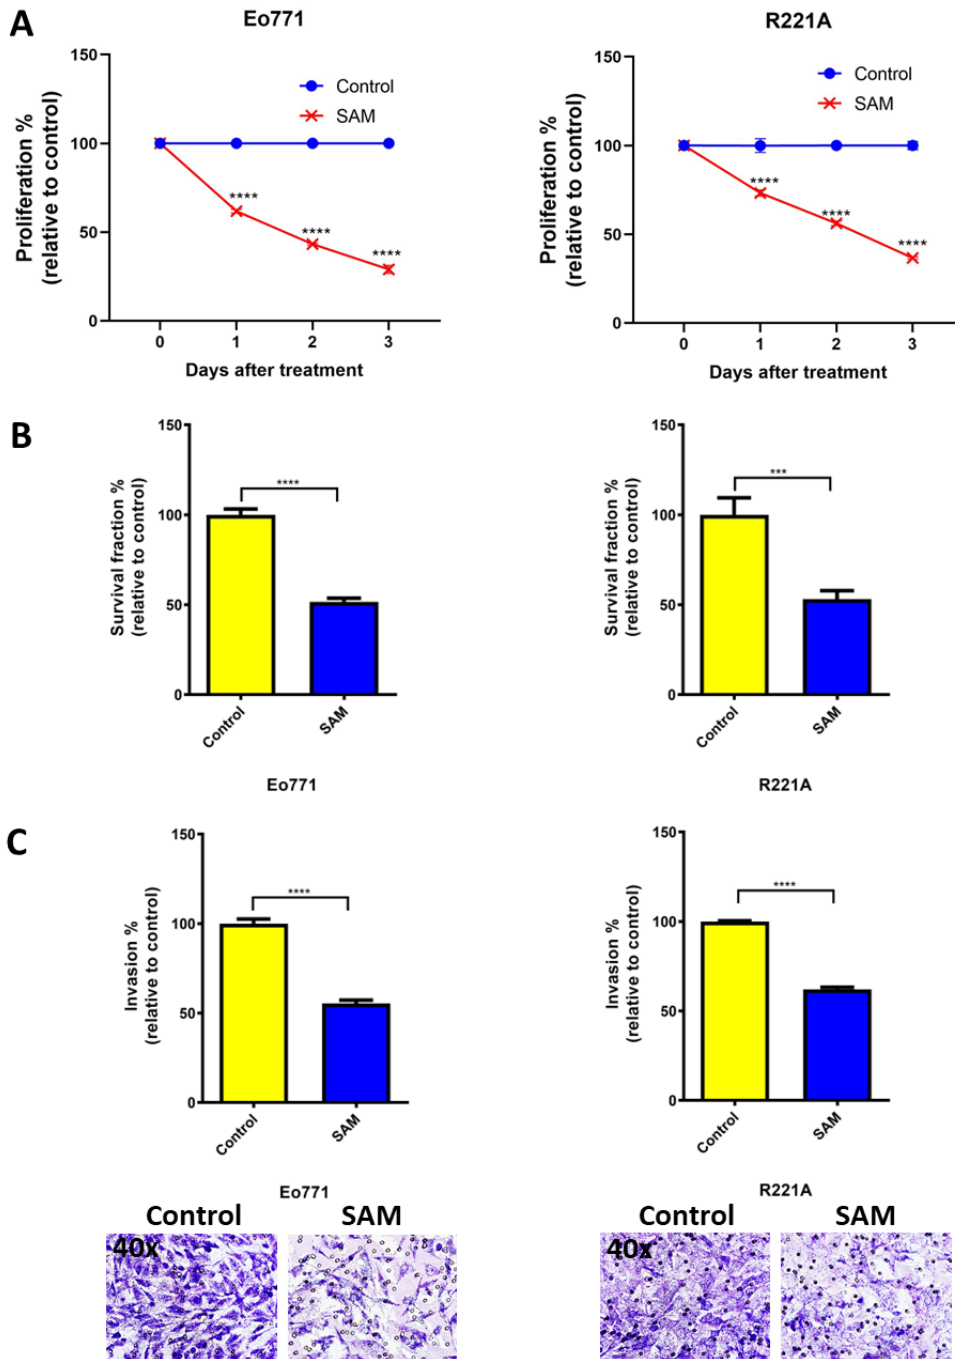 A
Eo771
R221A
Proliferation %
(relative to control)
150
100
50
0
Control
SAM
****
****
****
0 1 2 3
Days after treatment
Proliferation %
(relative to control)
150
100
50
0
Control
SAM
****
****
****
0 1 2 3
Days after treatment
B
Survival fraction %
(relative to control)
150
100
50
0
****
Control
SAM
Eo771
Survival fraction %
(relative to control)
150
100
50
0
***
Control
SAM
R221A
C
Invasion %
(relative to control)
150
100
50
0
****
Control
SAM
Eo771
Invasion %
(relative to control)
150
100
50
0
****
Control
SAM
R221A
Control SAM
40x
Control SAM
40x